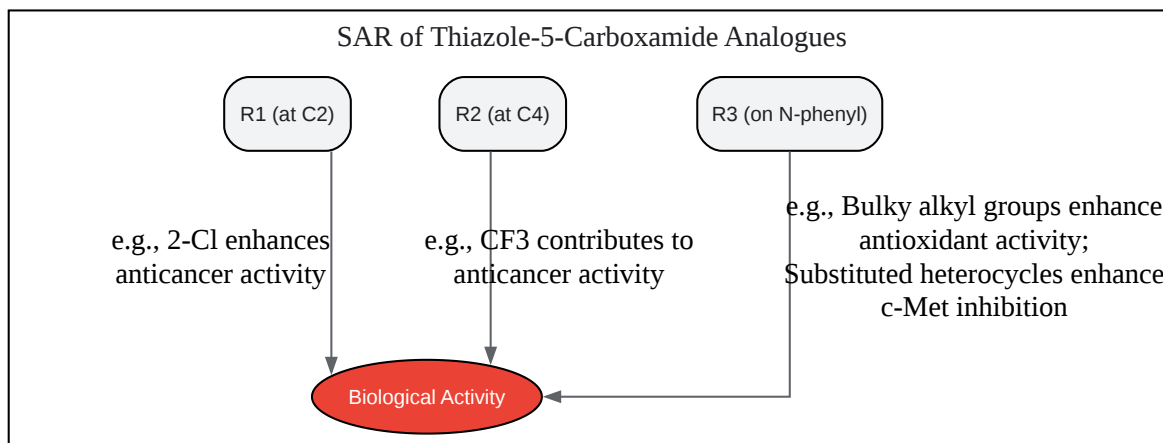 SAR of Thiazole-5-Carboxamide Analogues
R1 (at C2)
R2 (at C4)
R3 (on N-phenyl)
e.g., 2-Cl enhances
anticancer activity
e.g., CF3 contributes to
anticancer activity
e.g., Bulky alkyl groups enhance
antioxidant activity;
Substituted heterocycles enhance
c-Met inhibition
Biological Activity